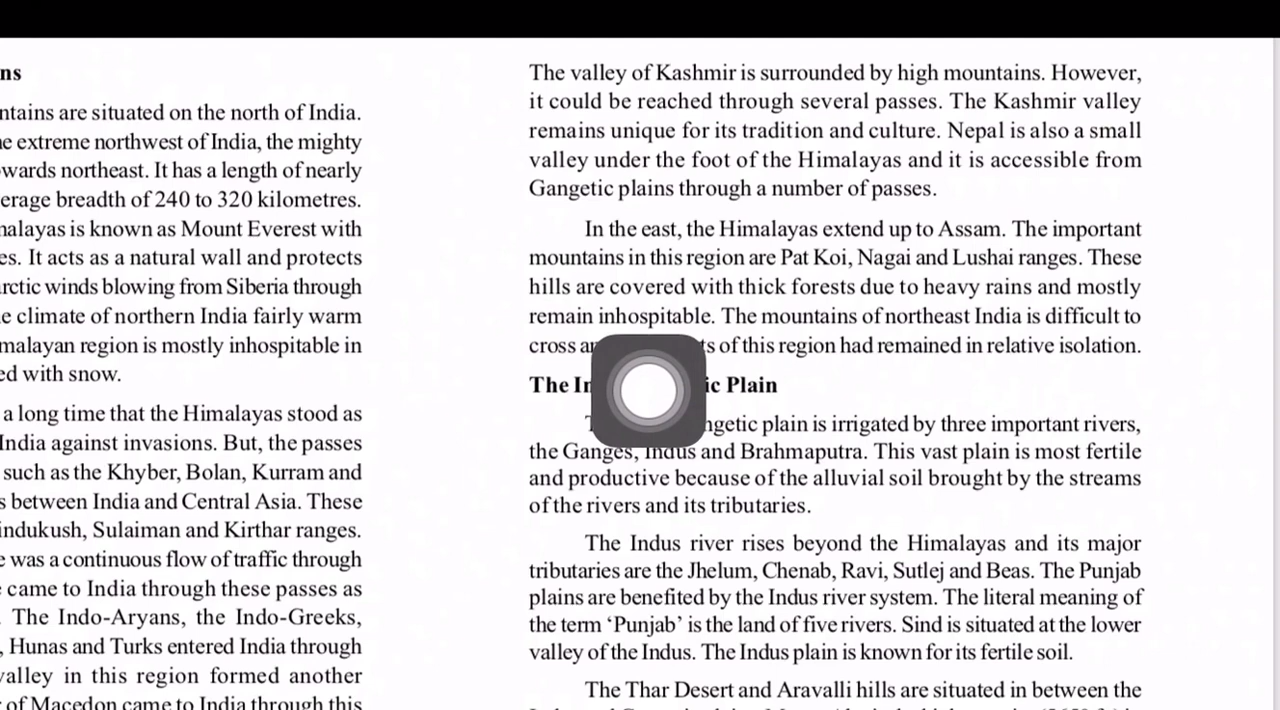 ns
ntains are situated on the north of India.
e extreme northwest of India, the mighty
wards northeast. It has a length of nearly
erage breadth of 240 to 320 kilometres.
alayas is known as Mount Everest with
es. It acts as a natural wall and protects
rctic winds blowing from Siberia through
e climate of northern India fairly warm
malayan region is mostly inhospitable in
ed with snow.
a long time that the Himalayas stood as
India against invasions. But, the passes
such as the Khyber, Bolan, Kurram and
s between India and Central Asia. These
indukush, Sulaiman and Kirthar ranges.
e was a continuous flow of traffic through
came to India through these passes as
. The Indo-Aryans, the Indo-Greeks,
, Hunas and Turks entered India through
valley in this region formed another
of Macedon came to India through this
The valley of Kashmir is surrounded by high mountains. However,
it could be reached through several passes. The Kashmir valley
remains unique for its tradition and culture. Nepal is also a small
valley under the foot of the Himalayas and it is accessible from
Gangetic plains through a number of passes.
In the east, the Himalayas extend up to Assam. The important
mountains in this region are Pat Koi, Nagai and Lushai ranges. These
hills are covered with thick forests due to heavy rains and mostly
remain inhospitable. The mountains of northeast India is difficult to
cross ts of this region had remained in relative isolation.
The In ic Plain
ngetic plain is irrigated by three important rivers,
the Ganges, Indus and Brahmaputra. This vast plain is most fertile
and productive because of the alluvial soil brought by the streams
of the rivers and its tributaries.
The Indus river rises beyond the Himalayas and its major
tributaries are the Jhelum, Chenab, Ravi, Sutlej and Beas. The Punjab
plains are benefited by the Indus river system. The literal meaning of
the term ‘Punjab’ is the land of five rivers. Sind is situated at the lower
valley of the Indus. The Indus plain is known for its fertile soil.
The Thar Desert and Aravalli hills are situated in between the